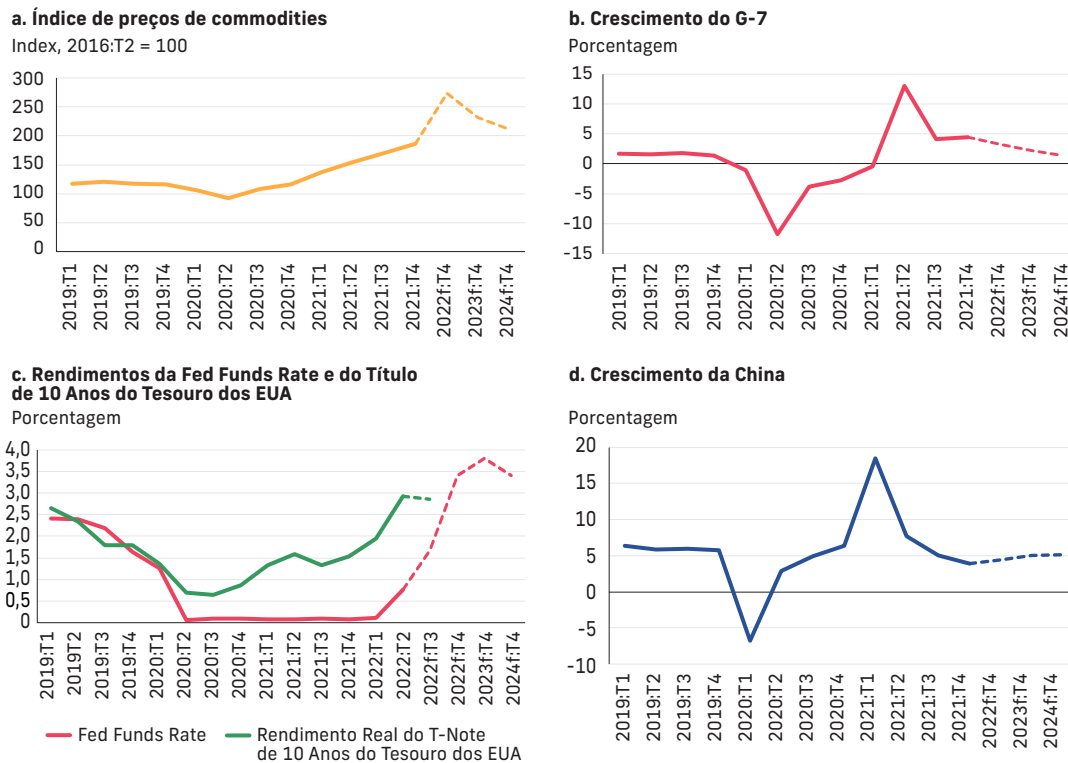 a. Índice de preços de commodities
Index, 2016:T2 = 100
300
250
200
150
100
50
0
2019:T1
2019:T2
2019:T3
2019:T4
2020:T1
2020:T2
2020:T3
2020:T4
2021:T1
2021:T2
2021:T3
2021:T4
2022f:T4
2023f:T4
2024f:T4
b. Crescimento do G-7
Porcentagem
15
10
5
0
-5
-10
-15
2019:T1
2019:T2
2019:T3
2019:T4
2020:T1
2020:T2
2020:T3
2020:T4
2021:T1
2021:T2
2021:T3
2021:T4
2022f:T4
2023f:T4
2024f:T4
c. Rendimentos da Fed Funds Rate e do Título
de 10 Anos do Tesouro dos EUA
Porcentagem
4,0
3,5
3,0
2,5
2,0
1,5
1,0
0,5
0
2019:T1
2019T2
2019:T3
2019:T4
2020:T1
2020:T2
2020:T3
2020:T4
2021:T1
2021:T2
2021:T3
2021:T4
2022:T1
2022:T2
2022f:T3
2022f:T4
2023f:T4
2024f:T4
Fed Funds Rate
Rendimento Real do T-Note
de 10 Anos do Tesouro dos EUA
d. Crescimento da China
Porcentagem
20
15
10
5
0
-5
-10
2019:T1
2019:T2
2019:T3
2019:T4
2020:T1
2020:T2
2020:T3
2020:T4
2021:T1
2021:T2
2021:T3
2021:T4
2022f:T4
2023f:T4
2024f:T4